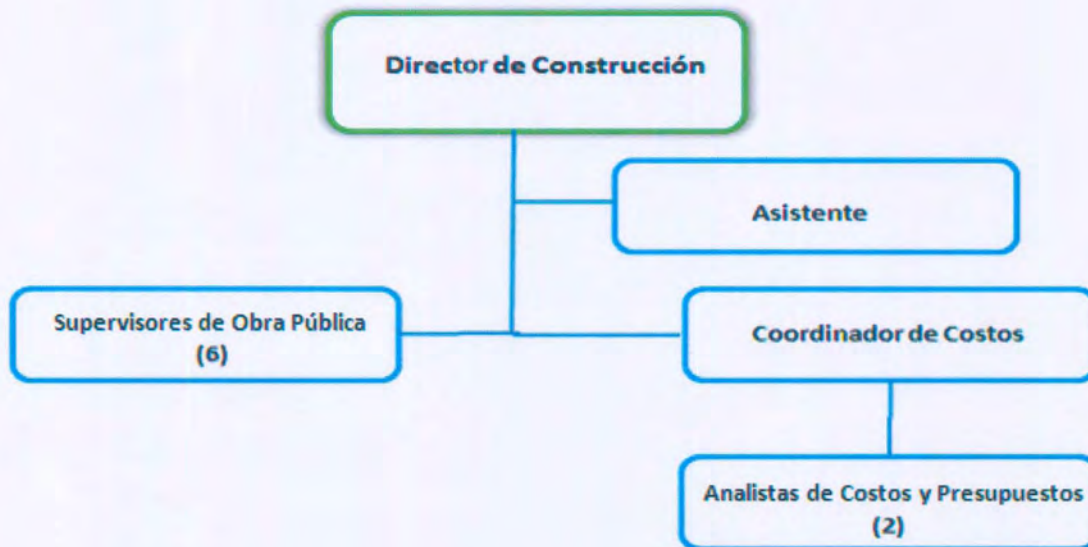 Director de Construcción
Asistente
Supervisores de Obra Pública
(6)
Coordinador de Costos
Analistas de Costos y Presupuestos
(2)